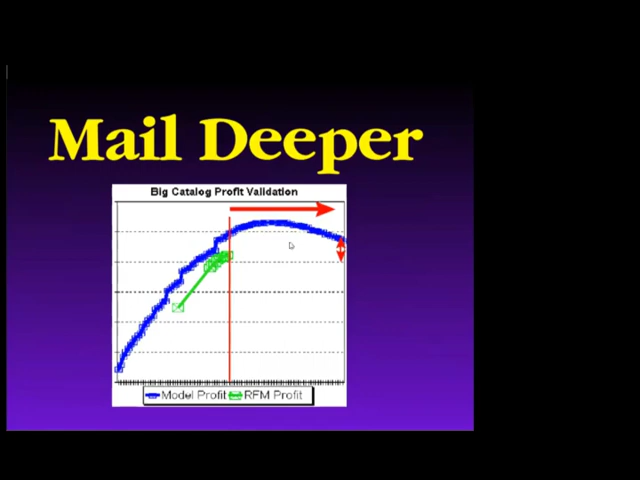 Mail Deeper
Big Catalog Profit Validation
Model Profit RFM Profit